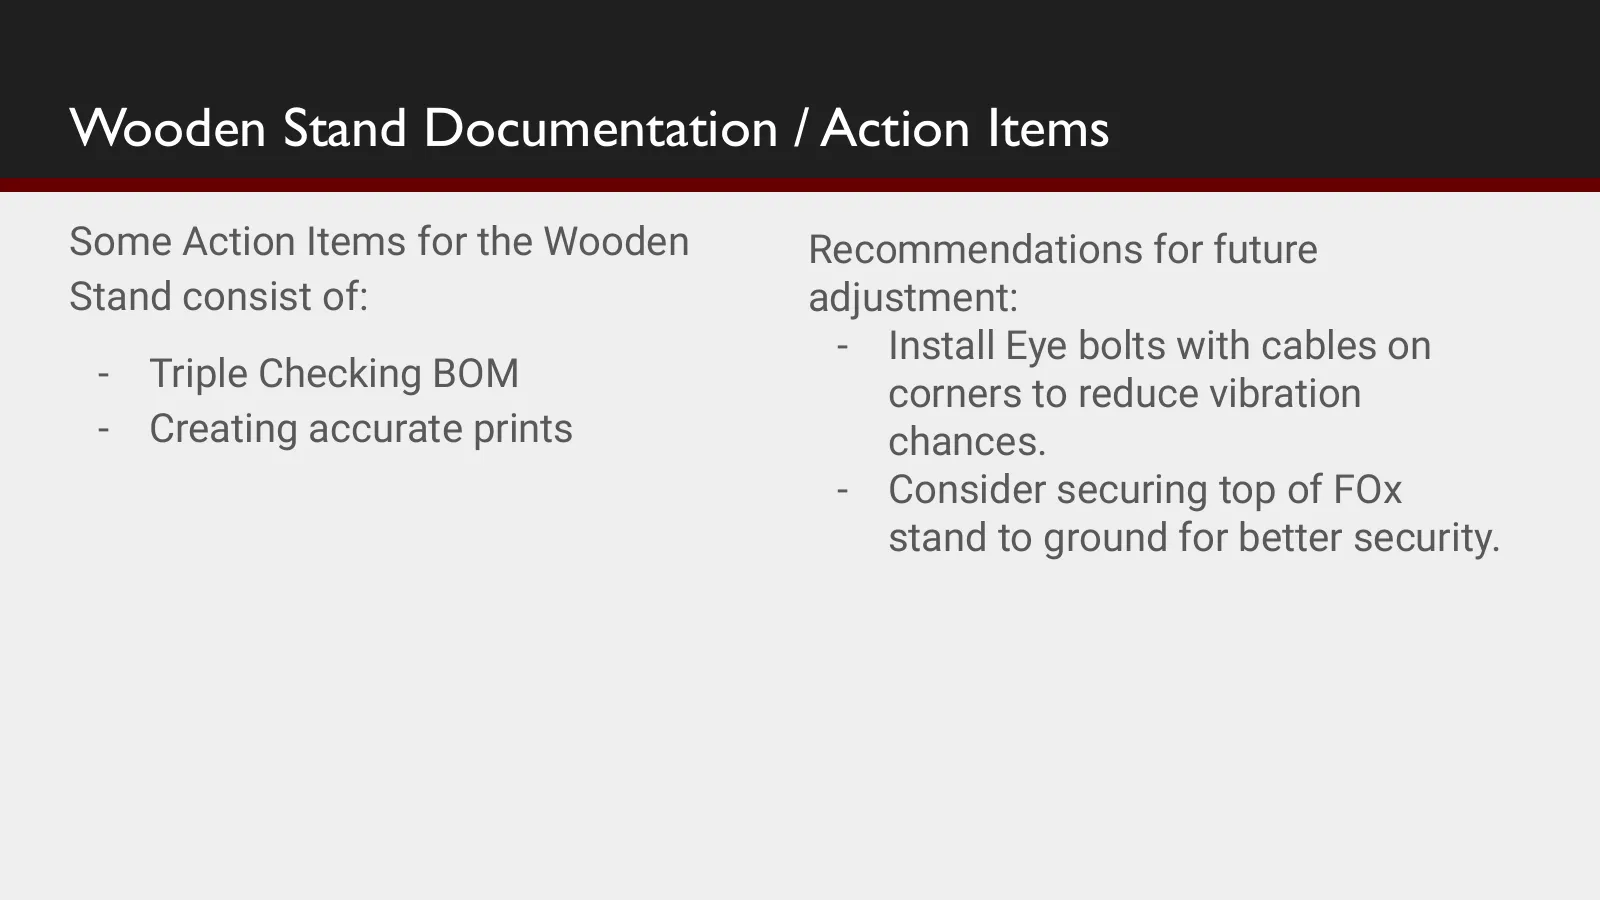 Wooden Stand Documentation / Action Items
Some Action Items for the Wooden
Stand consist of:
- Triple Checking BOM
- Creating accurate prints
Recommendations for future
adjustment:
- Install Eye bolts with cables on
corners to reduce vibration
chances.
- Consider securing top of FOx
stand to ground for better security.